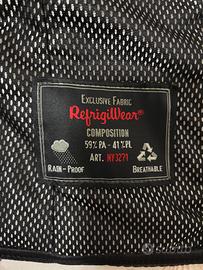 Exclusive Fabric
RefrigiWear®
COMPOSITION
59% PA - 41% PL
ART. NY3271
Rain-Proof
Breathable